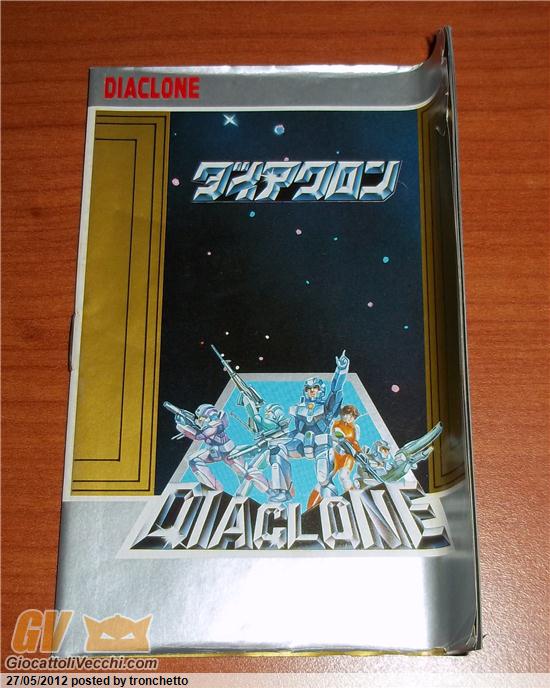 DIACLONE
ダイアクロン
DIACLONE
GV
GiocattoliVecchi.com
27/05/2012 posted by tronchetto